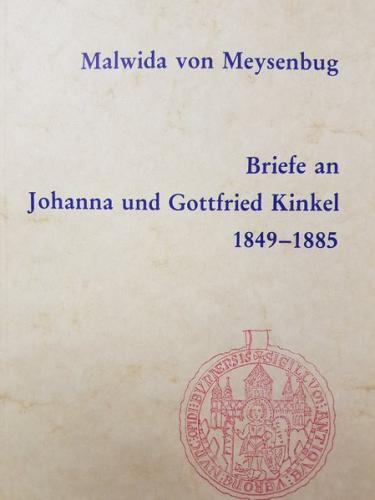 Malwida von Meysenbug
Briefe an
Johanna und Gottfried Kinkel
1849–1885